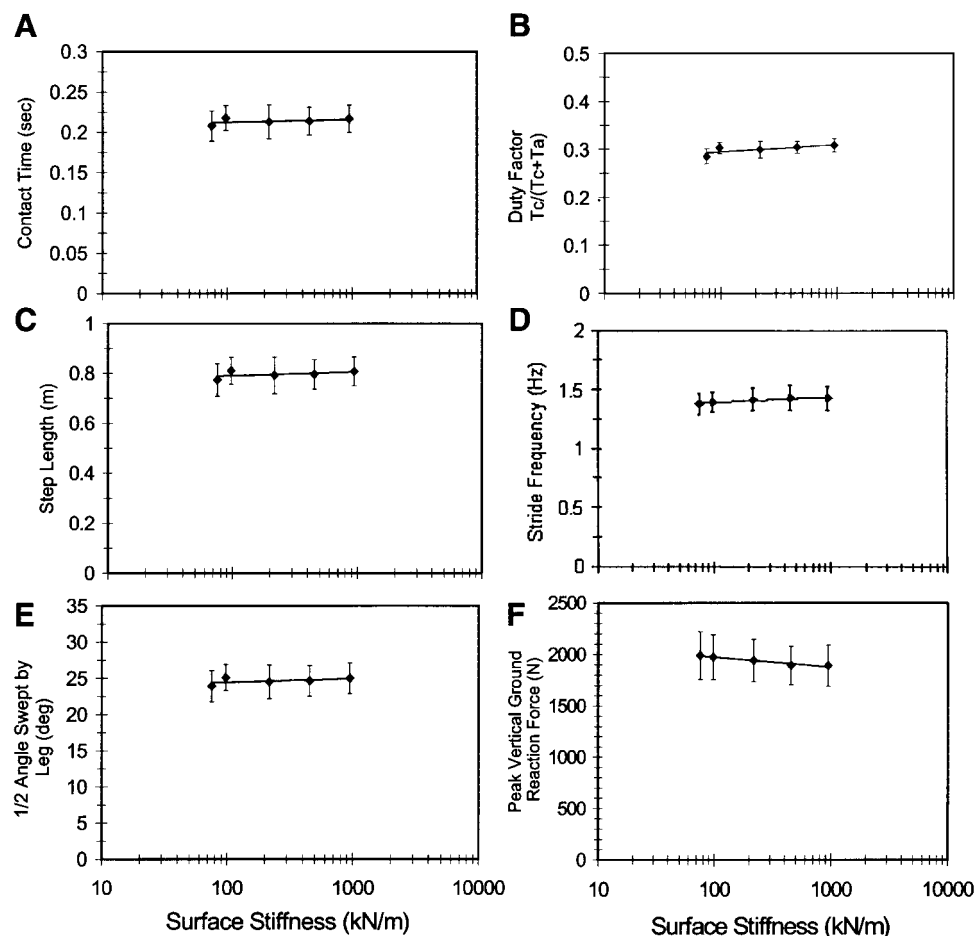 A
0.3
0.25
0.2
0.15
0.1
0.05
0
Contact Time (sec)
B
0.5
0.4
0.3
0.2
0.1
0
Duty Factor
Tc/(Tc+Ta)
C
1
0.8
0.6
0.4
0.2
0
Step Length (m)
D
2
1.5
1
0.5
0
Stride Frequency (Hz)
E
35
30
25
20
15
10
5
0
1/2 Angle Swept by
Leg (deg)
10 100 1000 10000
Surface Stiffness (kN/m)
F
2500
2000
1500
1000
500
0
Peak Vertical Ground
Reaction Force (N)
10 100 1000 10000
Surface Stiffness (kN/m)